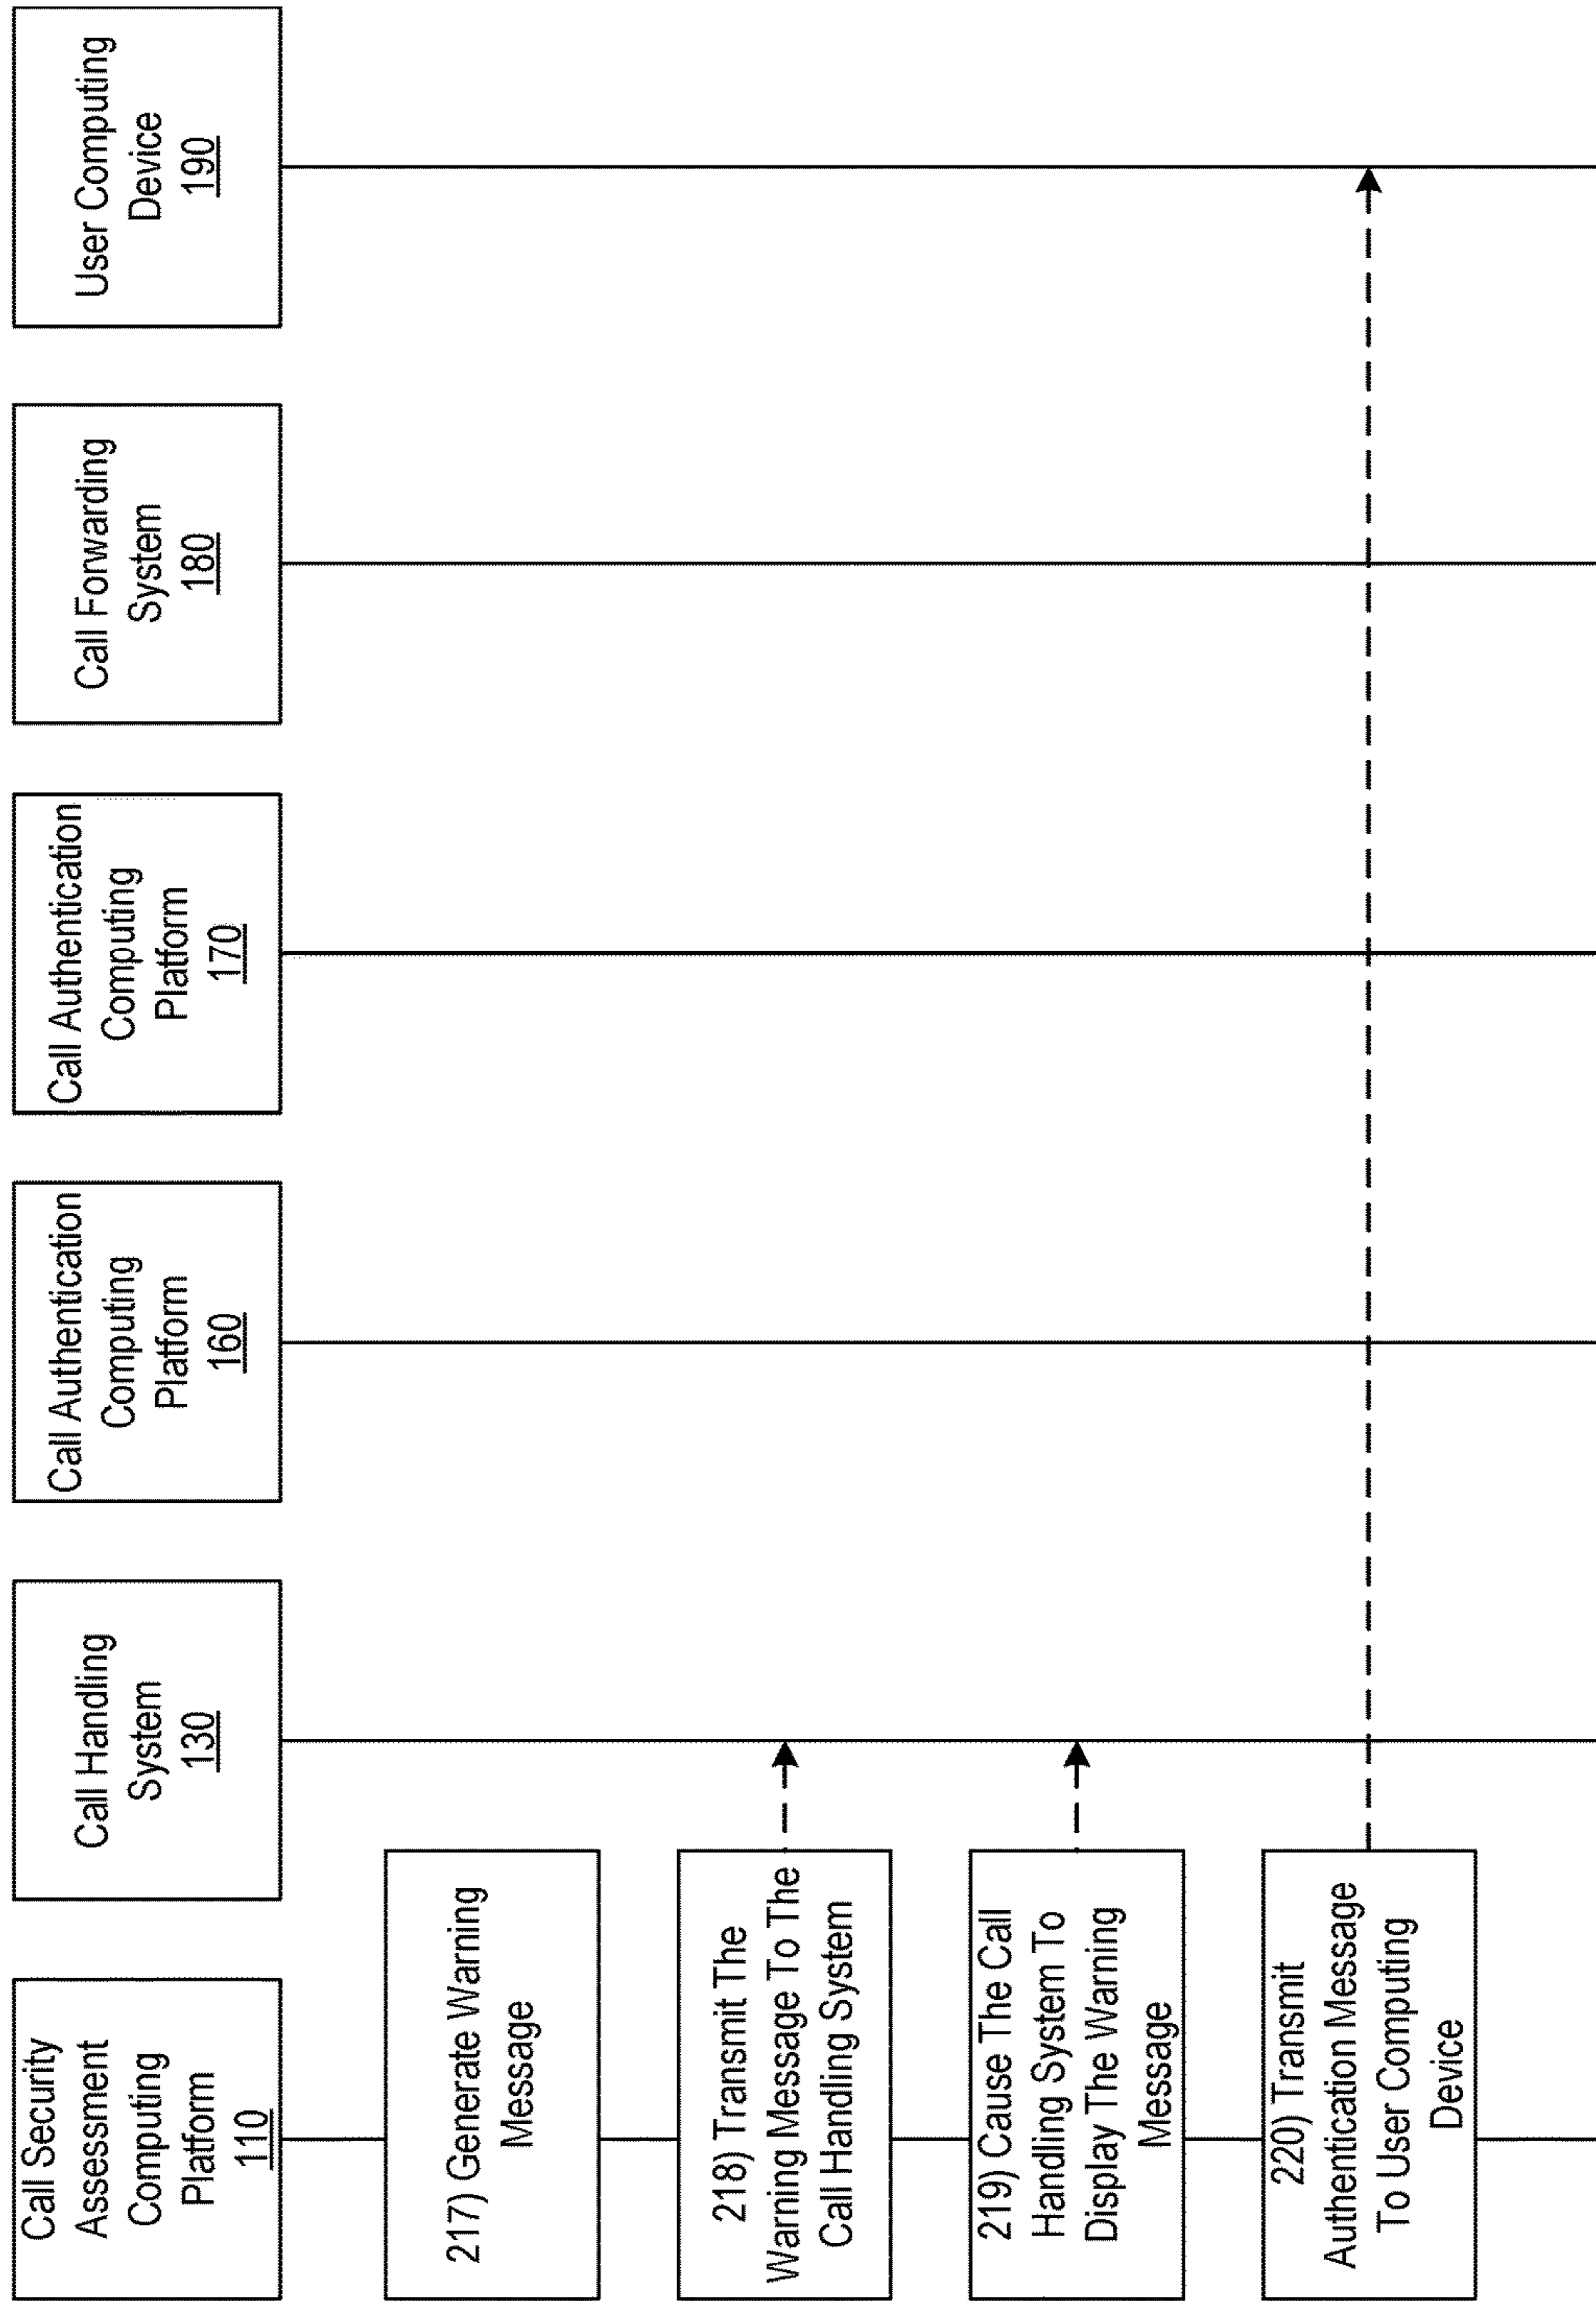 Call Security
Assessment
Computing
Platform
110
Call Handling
System
130
Call Authentication
Computing
Platform
160
Call Authentication
Computing
Platform
170
Call Forwarding
System
180
User Computing
Device
190
217) Generate Warning
Message
218) Transmit The
Warning Message To The
Call Handling System
219) Cause The Call
Handling System To
Display The Warning
Message
220) Transmit
Authentication Message
To User Computing
Device